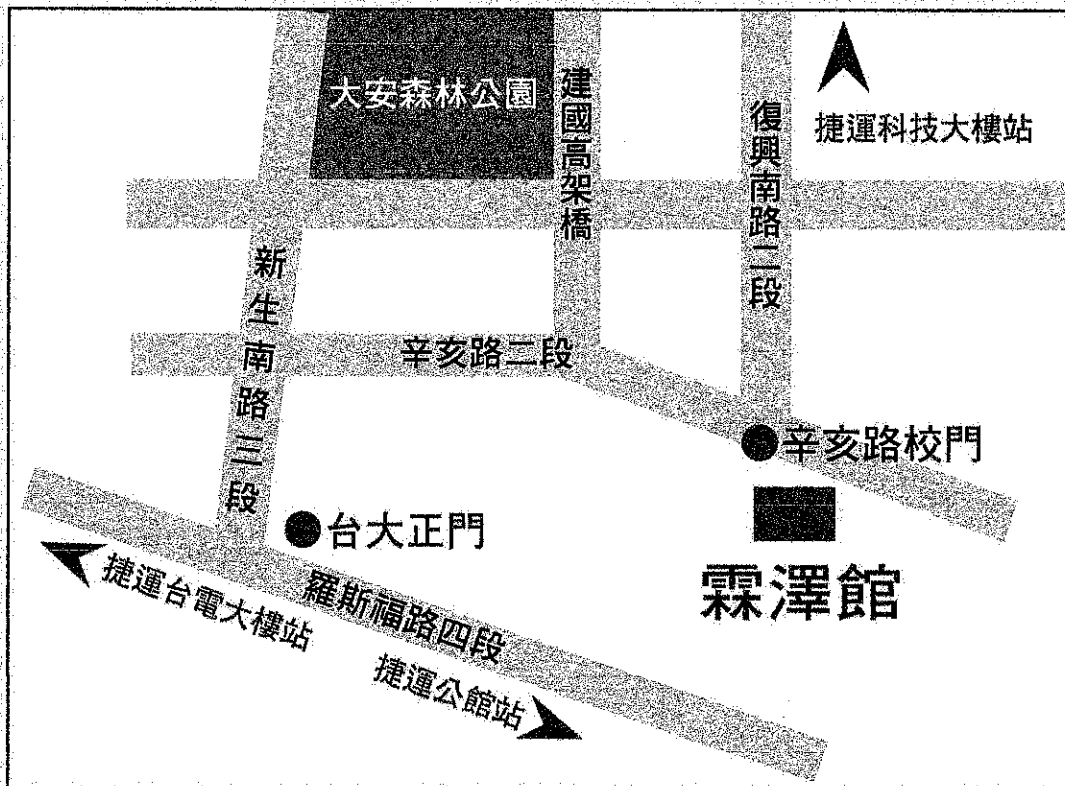 大安森林公園
建國高架橋
復興南路二段
捷運科技大樓站
新生南路三段
辛亥路二段
辛亥路校門
台大正門
霖澤館
羅斯福路四段
捷運台電大樓站
捷運公館站